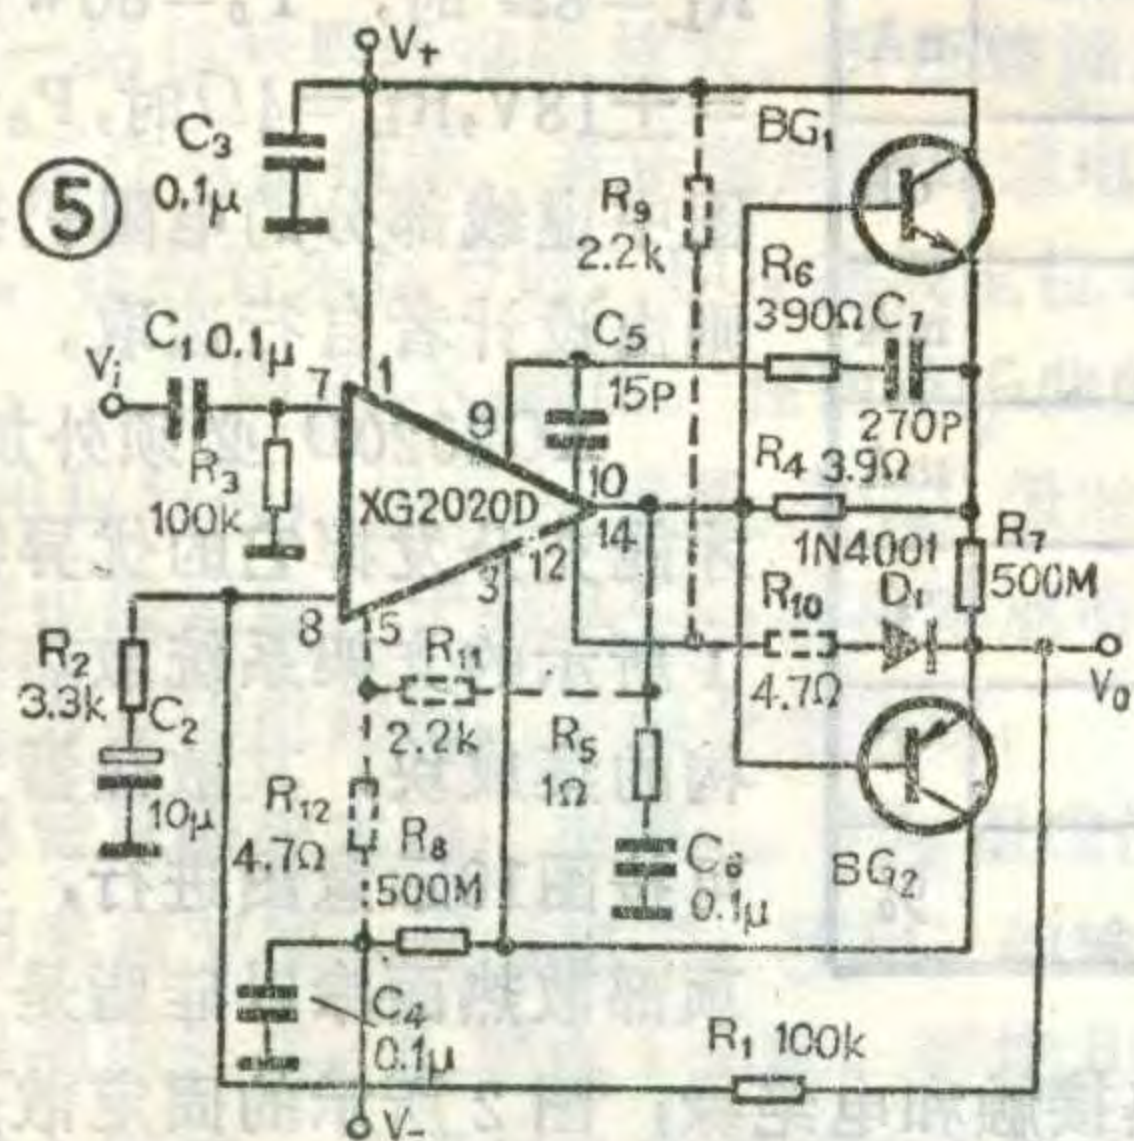 V+
C3
0.1μ
⑤
BG1
R9
2.2k
R6
390Ω
C7
270P
C1 0.1μ
Vi
7
1
9
C5
15P
10
R3
100k
XG2020D
14
12
R4 3.9Ω
1N4001
R7
500M
3
8
5
R11
2.2k
R10
4.7Ω
D1
Vo
R2
3.3k
C2
10μ
R5
1Ω
R12
4.7Ω
R8
500M
C6
0.1μ
BG2
C4
0.1μ
R1 100k
V-